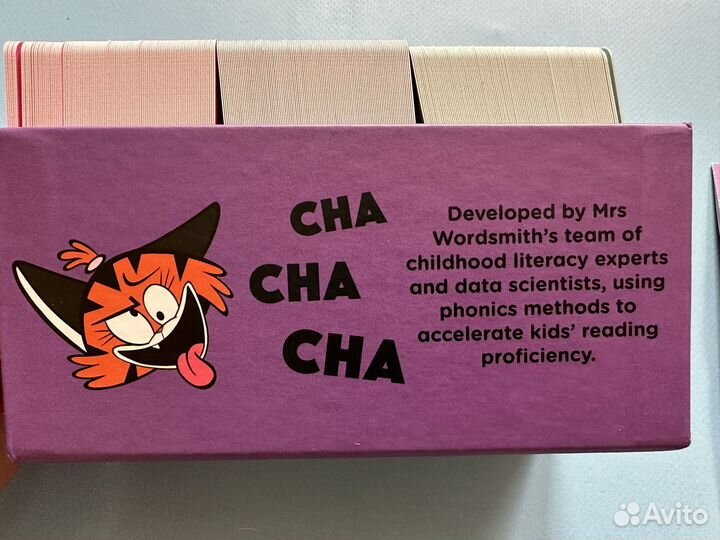 CHA
CHA
CHA
Developed by Mrs
Wordsmith's team of
childhood literacy experts
and data scientists, using
phonics methods to
accelerate kids' reading
proficiency.
Avito